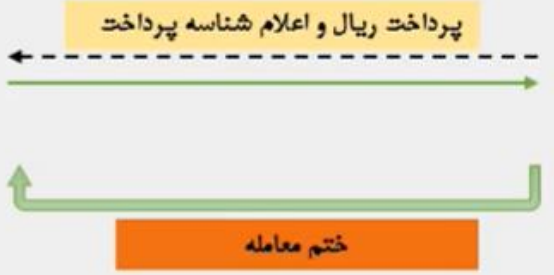 پرداخت ریال و اعلام شناسه پرداخت
ختم معامله